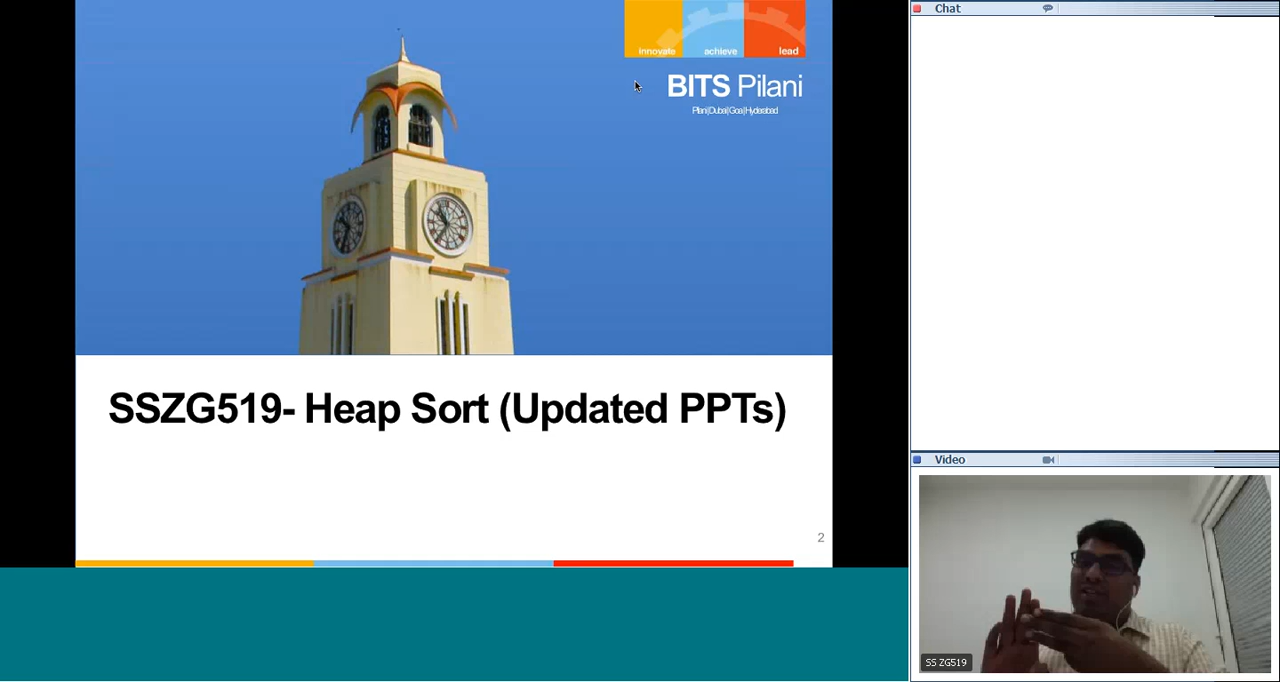 innovate achieve lead
BITS Pilani
Pilani|Dubai|Goa|Hyderabad
SSZG519- Heap Sort (Updated PPTs)
2
Chat
Video
SS ZG519